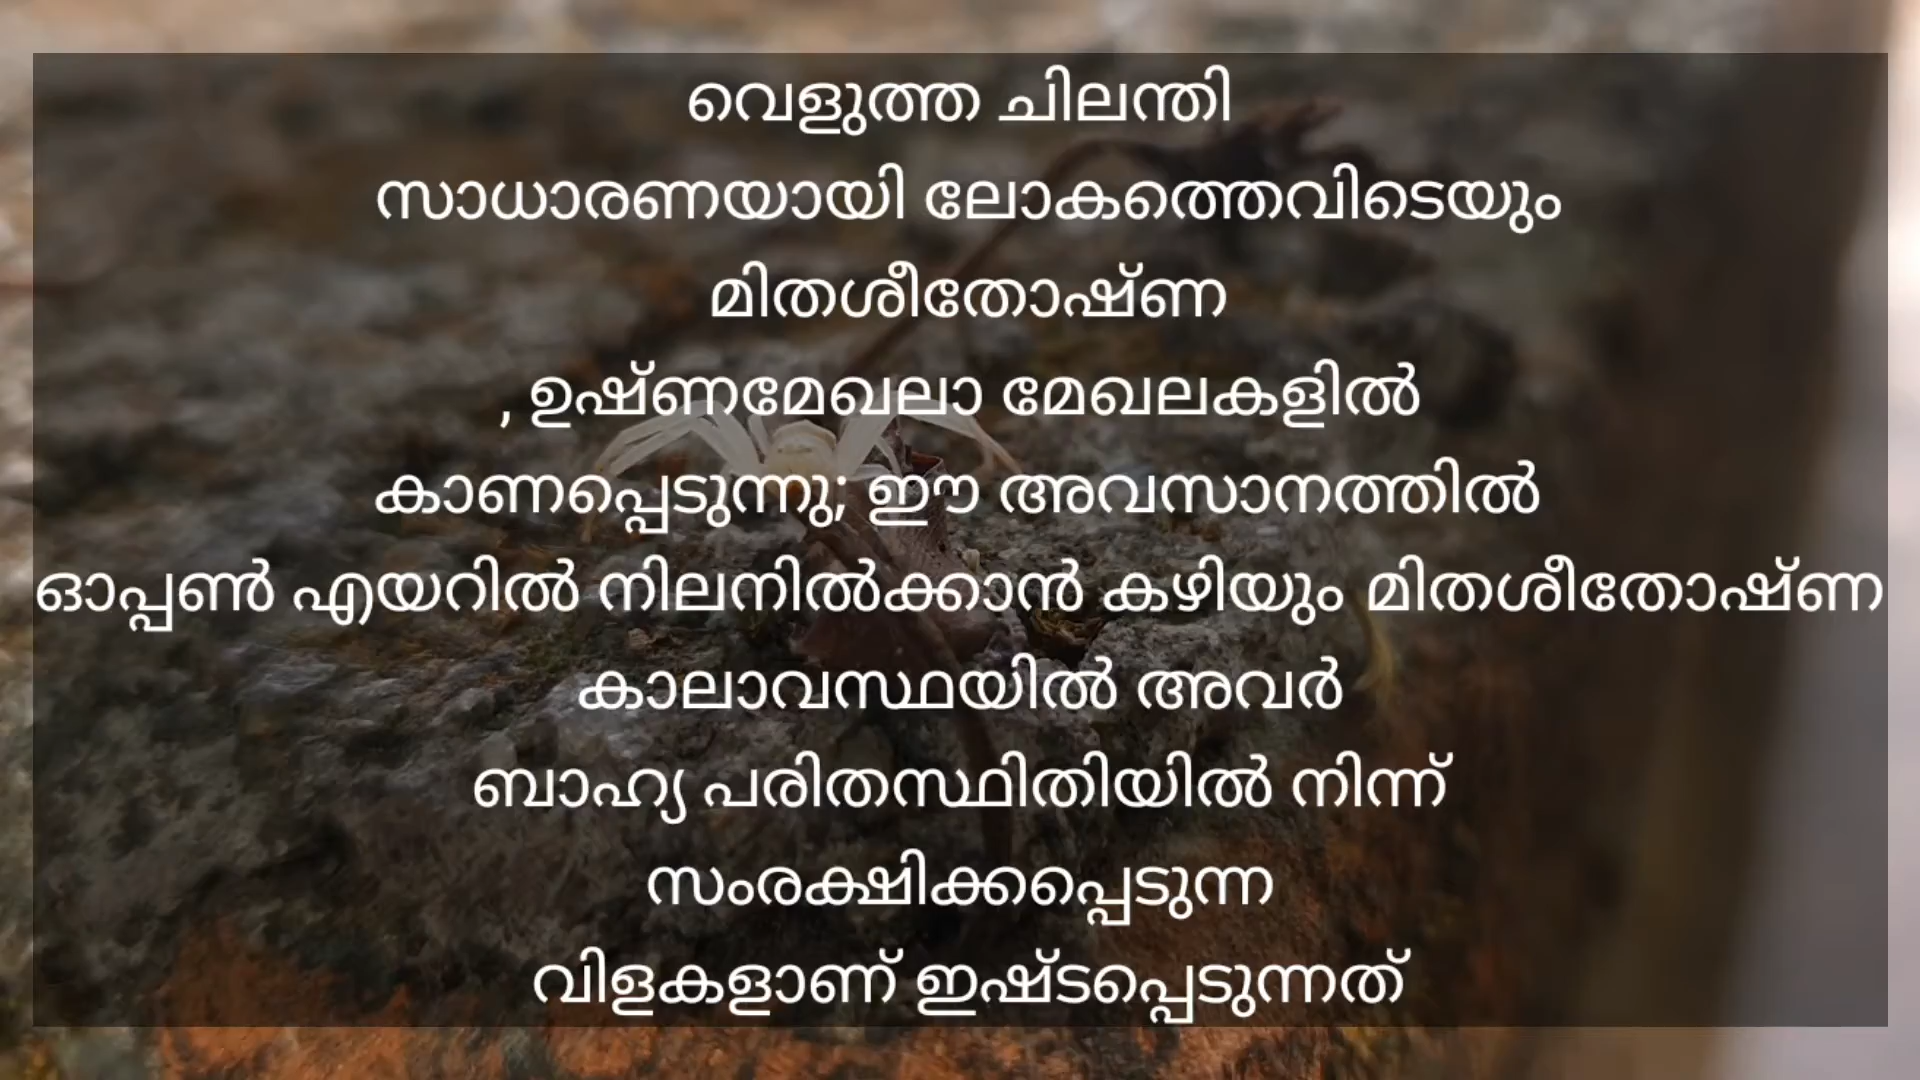 വെളുത്ത ചിലന്തി
സാധാരണയായി ലോകത്തെവിടെയും
മിതശീതോഷ്ണ
, ഉഷ്ണമേഖലാ മേഖലകളിൽ
കാണപ്പെടുന്നു; ഈ അവസാനത്തിൽ
ഓപ്പൺ എയറിൽ നിലനിൽക്കാൻ കഴിയും മിതശീതോഷ്ണ
കാലാവസ്ഥയിൽ അവർ
ബാഹ്യ പരിതസ്ഥിതിയിൽ നിന്ന്
സംരക്ഷിക്കപ്പെടുന്ന
വിളകളാണ് ഇഷ്ടപ്പെടുന്നത്